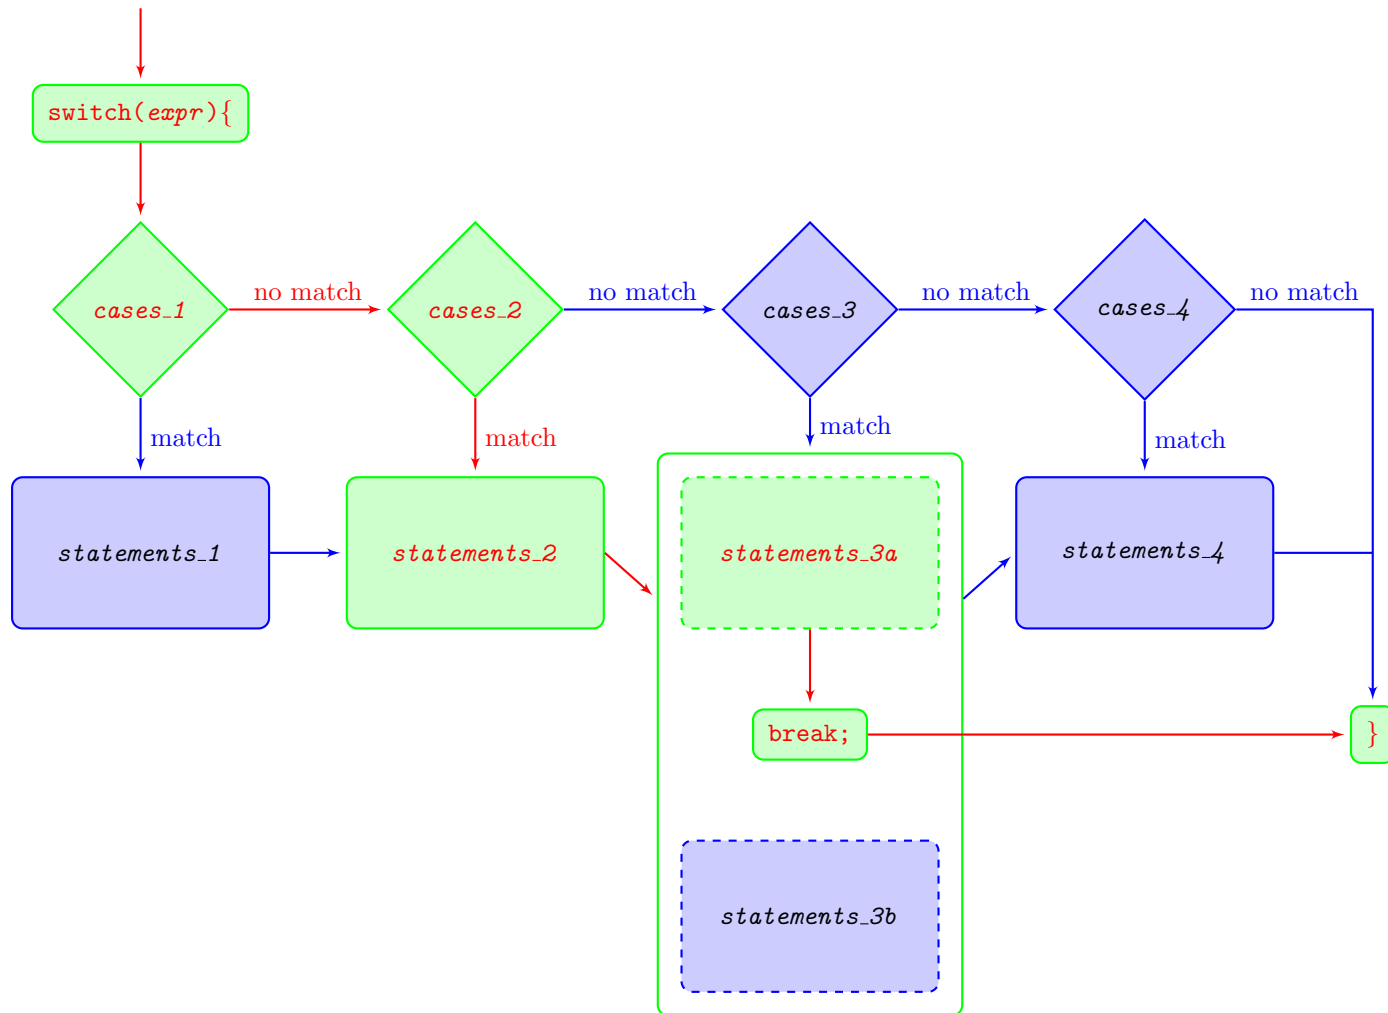 switch(expr){
no match
no match
no match
no match
cases_1
cases_2
cases_3
cases_4
match
match
match
match
statements_1
statements_2
statements_3a
statements_4
break;
}
statements_3b